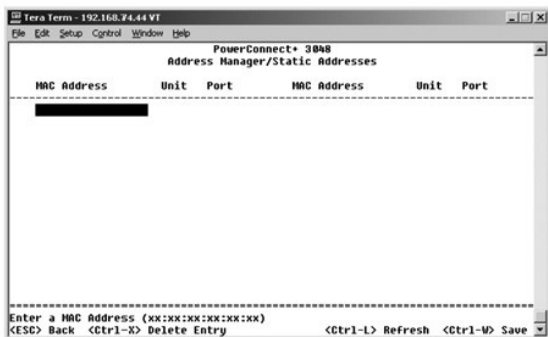 Tera Term - 192.168.74.44 VT
File Edit Setup Control Window Help
PowerConnect+ 3048
Address Manager/Static Addresses
MAC Address Unit Port MAC Address Unit Port
Enter a MAC Address (xx:xx:xx:xx:xx:xx)
<ESC> Back <Ctrl-X> Delete Entry <Ctrl-L> Refresh <Ctrl-W> Save